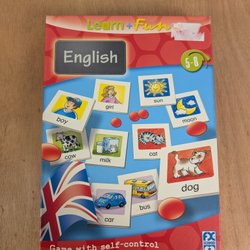 Learn + Fun
5-8
English
sun
girl
boy
moon
cat
milk
cow
dog
bus
car
Game with self-control
FX